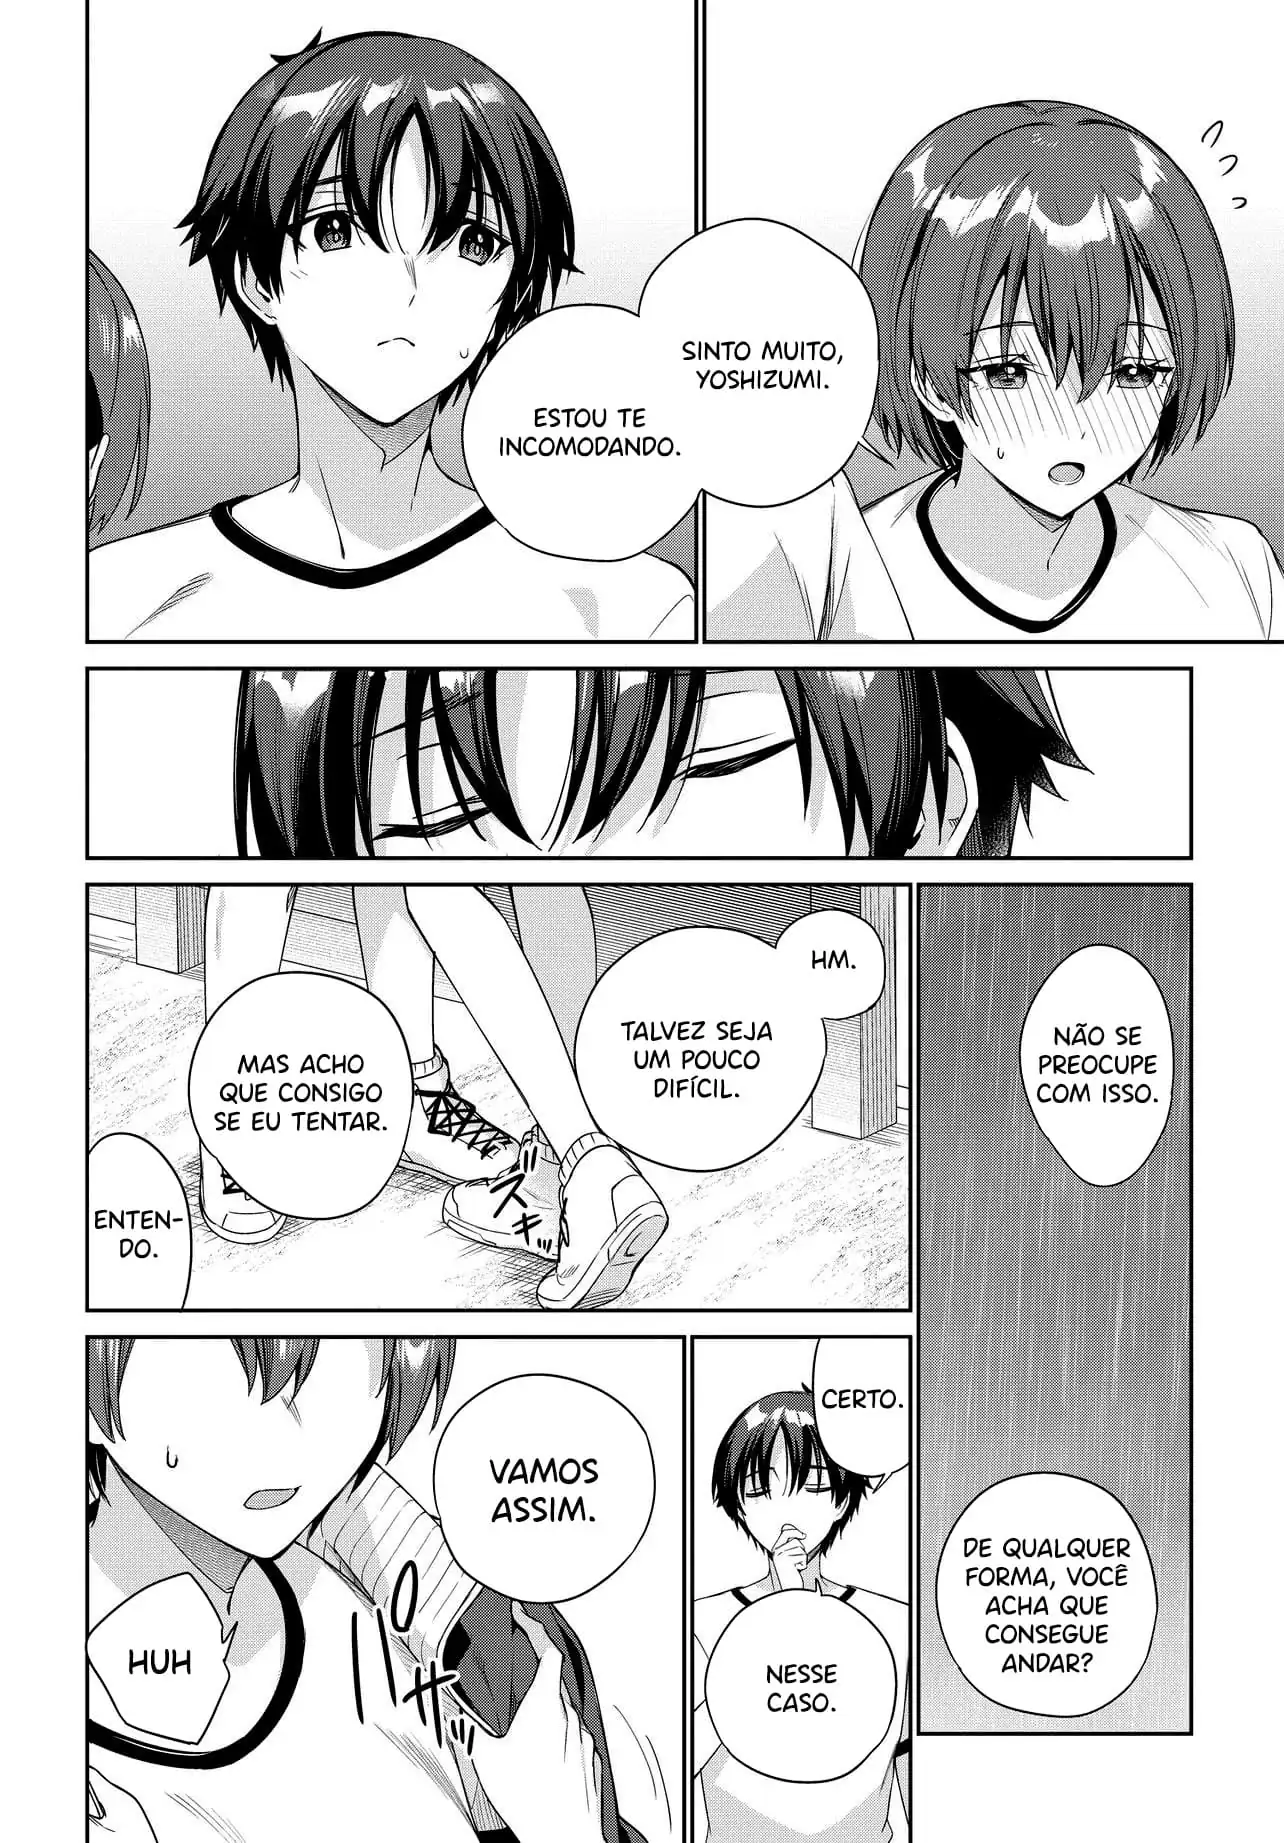 SINTO MUITO,
YOSHIZUMI.
ESTOU TE
INCOMODANDO.
NÃO SE
PREOCUPE
COM ISSO.
DE QUALQUER
FORMA, VOCÊ
ACHA QUE
CONSEGUE
ANDAR?
HM.
TALVEZ SEJA
UM POUCO
DIFÍCIL.
MAS ACHO
QUE CONSIGO
SE EU TENTAR.
ズキ
ENTEN-
DO.
CERTO.
NESSE
CASO.
VAMOS
ASSIM.
HUH